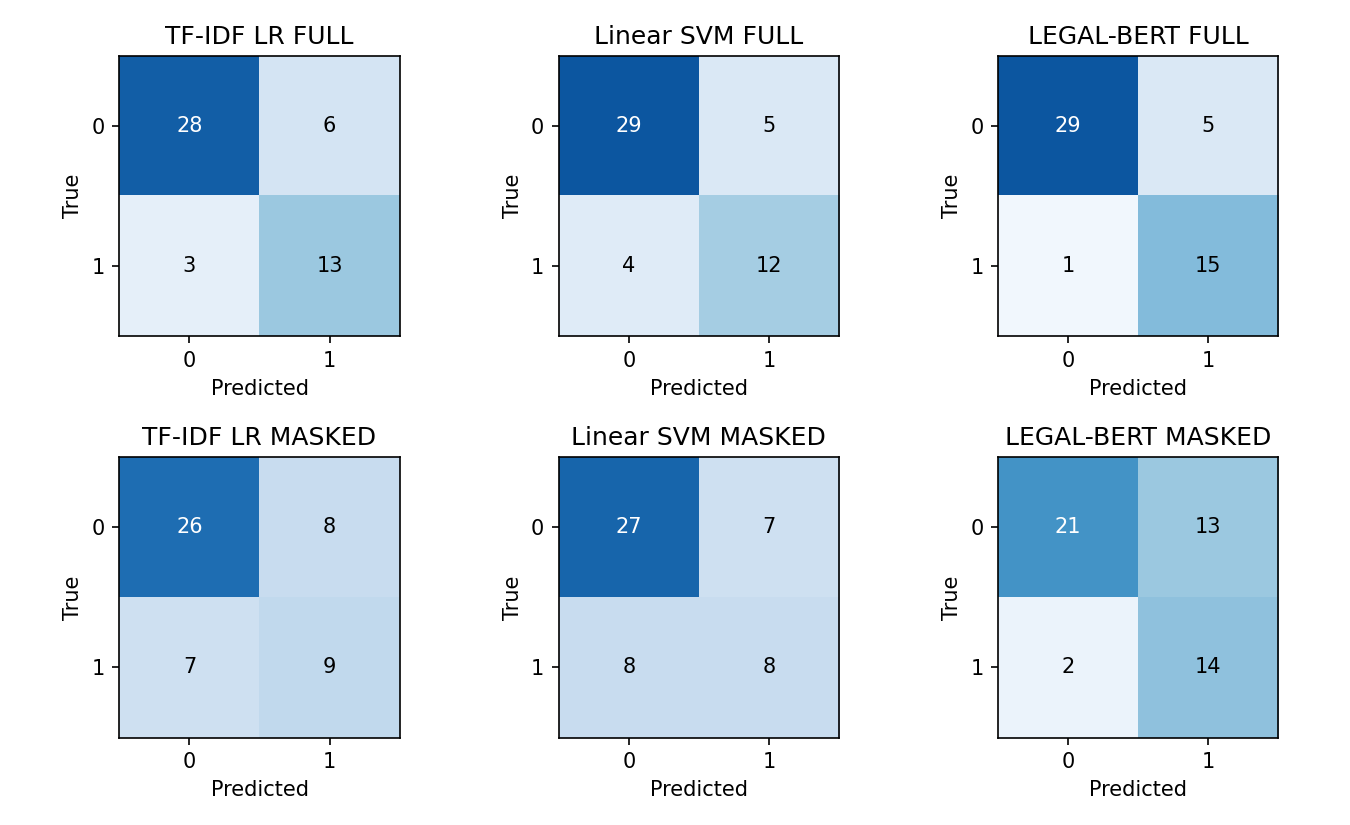 TF-IDF LR FULL
Linear SVM FULL
LEGAL-BERT FULL
0 28 6
0 29 5
0 29 5
True
True
True
1 3 13
1 4 12
1 1 15
0 1
0 1
0 1
Predicted
Predicted
Predicted
TF-IDF LR MASKED
Linear SVM MASKED
LEGAL-BERT MASKED
0 26 8
0 27 7
0 21 13
True
True
True
1 7 9
1 8 8
1 2 14
0 1
0 1
0 1
Predicted
Predicted
Predicted